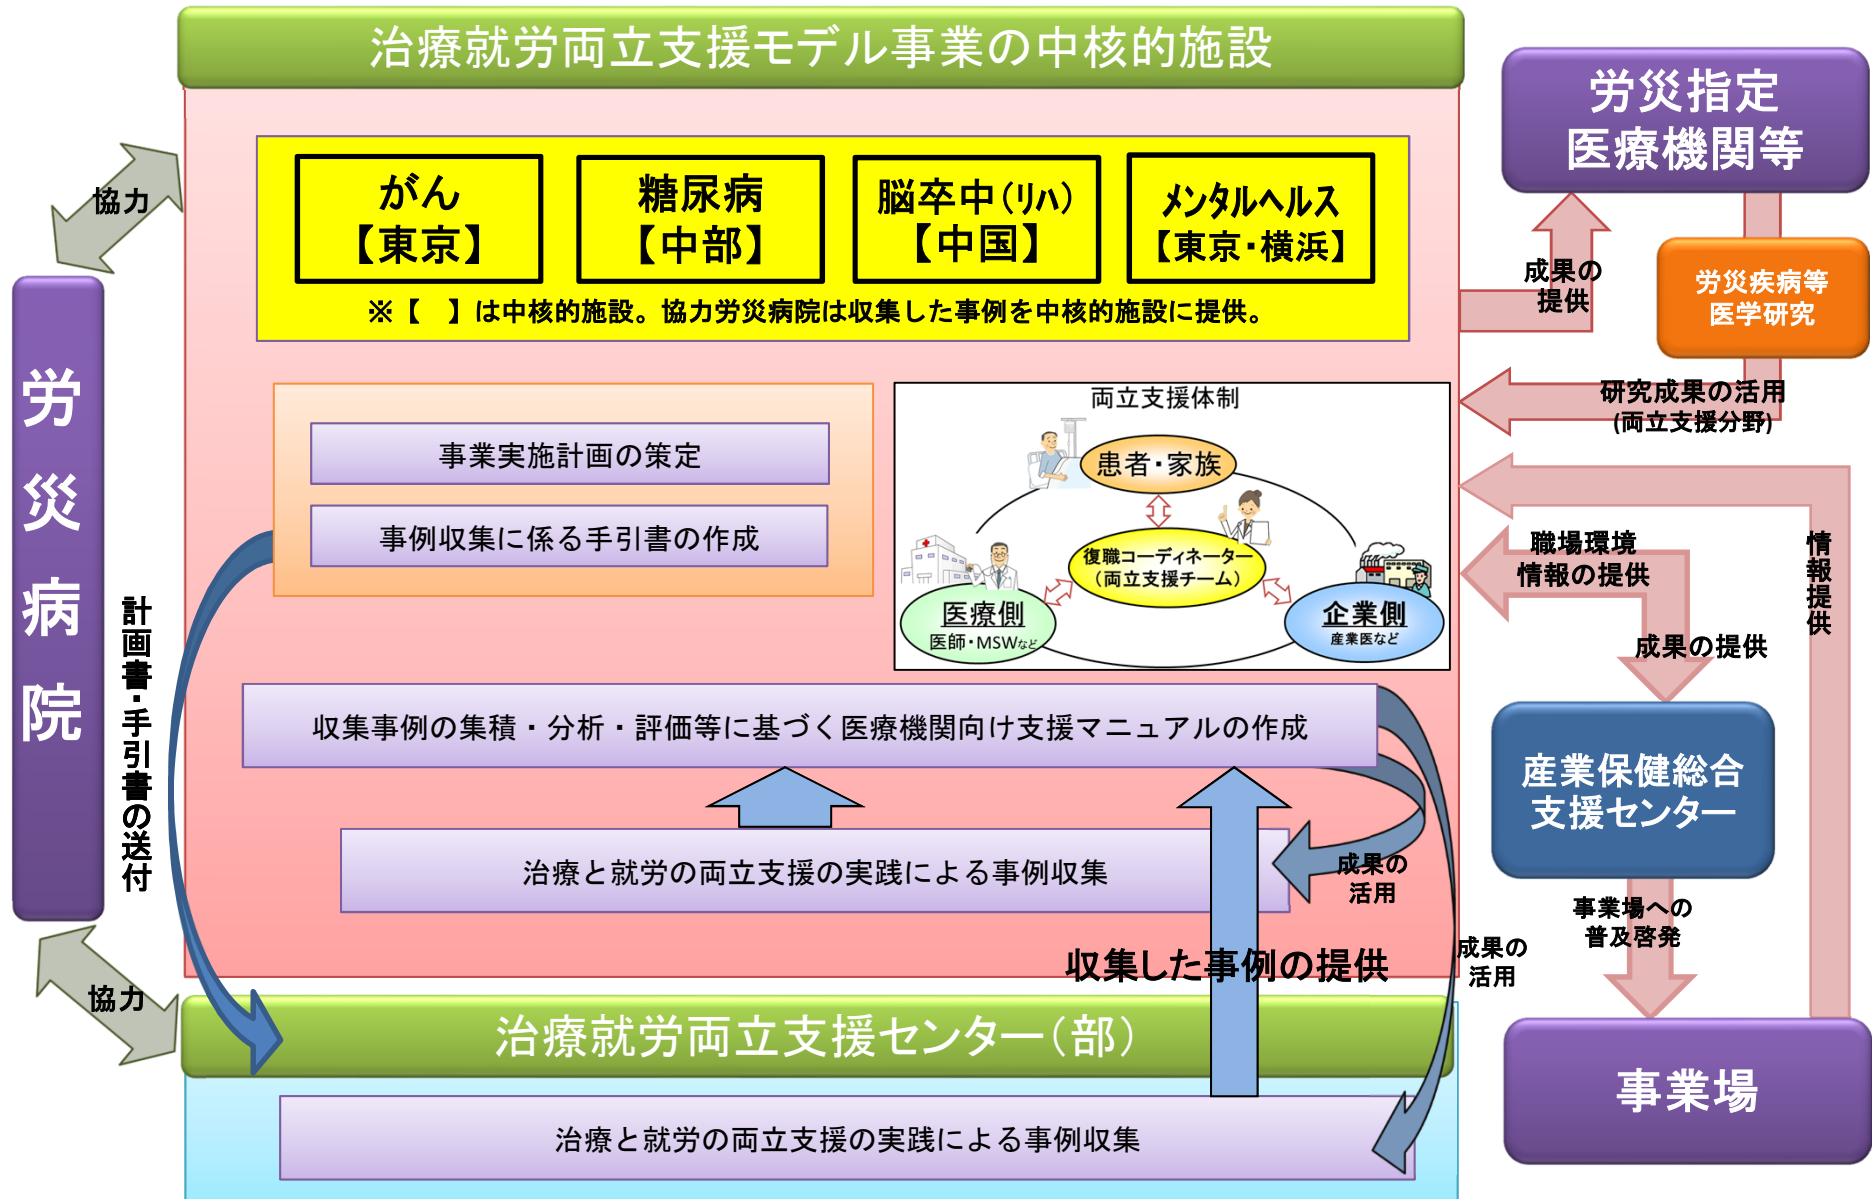 治療就労両立支援モデル事業の中核的施設
がん
【東京】
糖尿病
【中部】
脳卒中(リハ)
【中国】
メンタルヘルス
【東京・横浜】
※【　】は中核的施設。協力労災病院は収集した事例を中核的施設に提供。
協力
労災病院
協力
計画書・手引書の送付
事業実施計画の策定
事例収集に係る手引書の作成
両立支援体制
患者・家族
復職コーディネーター
(両立支援チーム)
医療側
医師・MSWなど
企業側
産業医など
収集事例の集積・分析・評価等に基づく医療機関向け支援マニュアルの作成
治療と就労の両立支援の実践による事例収集
成果の
活用
収集した事例の提供
成果の
活用
治療就労両立支援センター(部)
治療と就労の両立支援の実践による事例収集
労災指定
医療機関等
成果の
提供
労災疾病等
医学研究
研究成果の活用
(両立支援分野)
職場環境
情報の提供
情報提供
成果の提供
産業保健総合
支援センター
事業場への
普及啓発
事業場